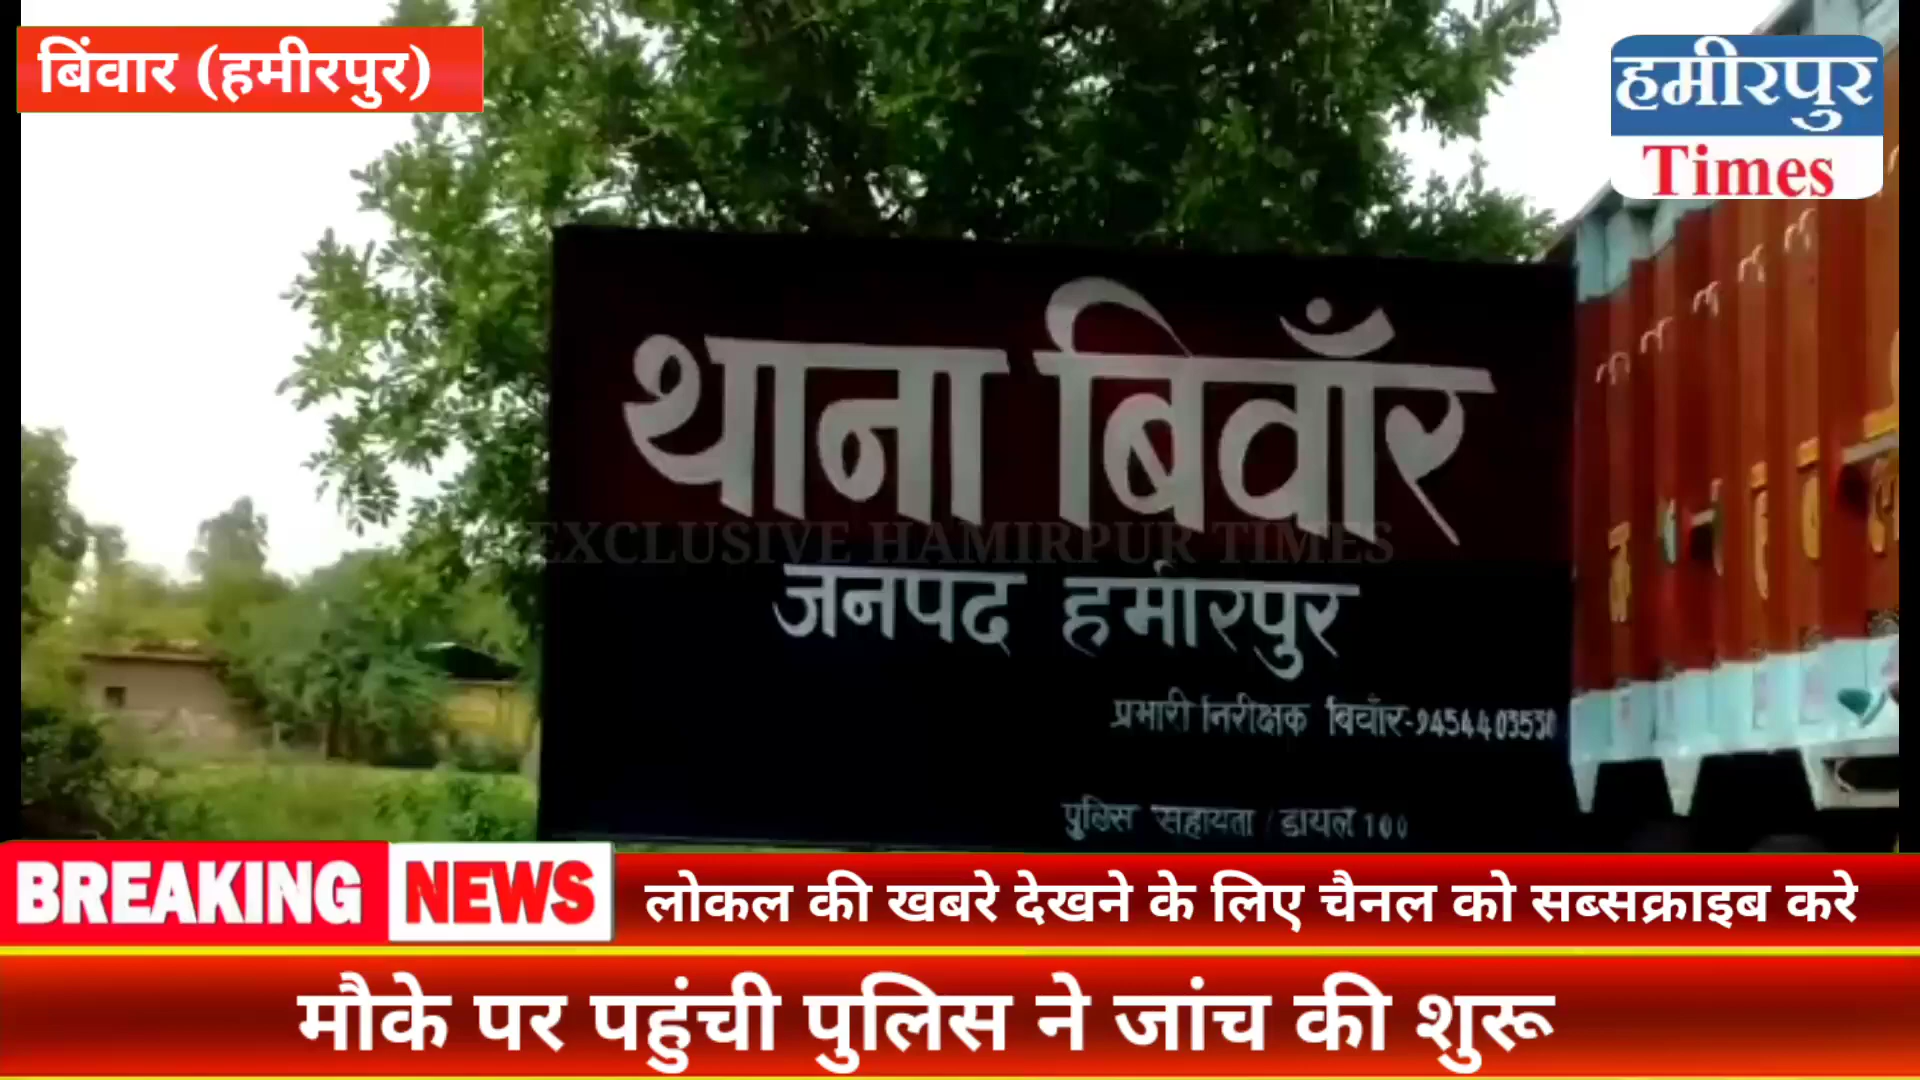 बिंवार (हमीरपुर)
हमीरपुर
Times
थाना बिवाँर
EXCLUSIVE HAMIRPUR TIMES
जनपद हमीरपुर
प्रभारी निरीक्षक बिवाँर-9454403530
पुलिस सहायता / डायल 100
BREAKING NEWS
लोकल की खबरे देखने के लिए चैनल को सब्सक्राइब करे
मौके पर पहुंची पुलिस ने जांच की शुरू